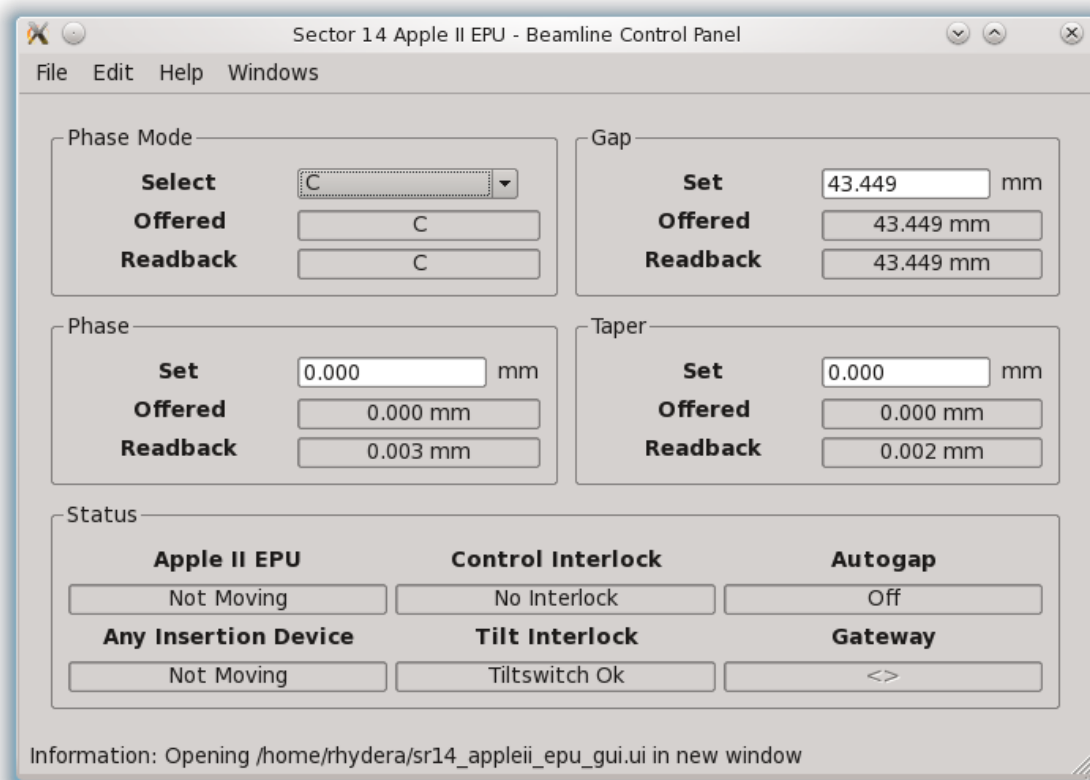 Sector 14 Apple II EPU - Beamline Control Panel
File Edit Help Windows
Phase Mode
Select C
Offered C
Readback C
Gap
Set 43.449 mm
Offered 43.449 mm
Readback 43.449 mm
Phase
Set 0.000 mm
Offered 0.000 mm
Readback 0.003 mm
Taper
Set 0.000 mm
Offered 0.000 mm
Readback 0.002 mm
Status
Apple II EPU Control Interlock Autogap
Not Moving No Interlock Off
Any Insertion Device Tilt Interlock Gateway
Not Moving Tiltswitch Ok <>
Information: Opening /home/rhydera/sr14_appleii_epu_gui.ui in new window